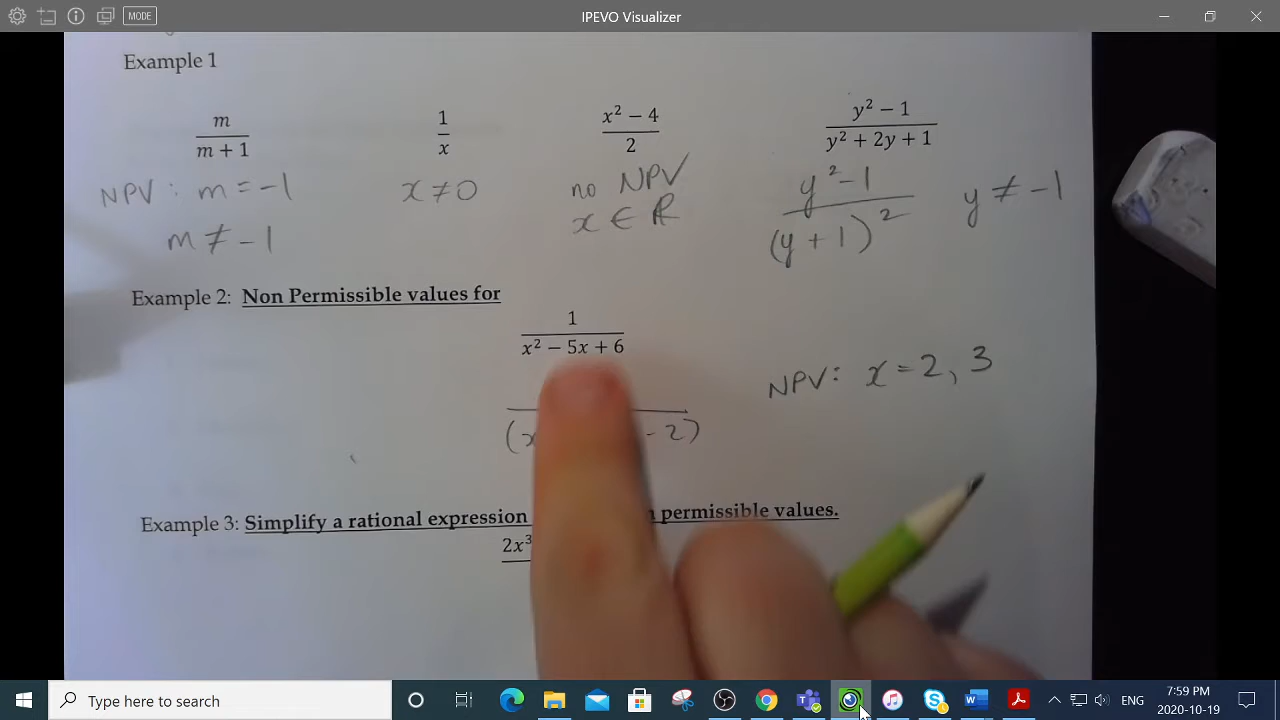 IPEVO Visualizer
MODE
Example 1
m / m + 1
1 / x
x² − 4 / 2
y² − 1 / y² + 2y + 1
NPV : m = -1
m ≠ -1
x ≠ 0
no NPV
x ∈ ℝ
y² -1 / (y + 1)²
y ≠ -1
Example 2: Non Permissible values for
1 / x² − 5x + 6
NPV: x = 2, 3
(x - 2)
Example 3: Simplify a rational expression permissible values.
2x³
Type here to search
ENG
7:59 PM
2020-10-19